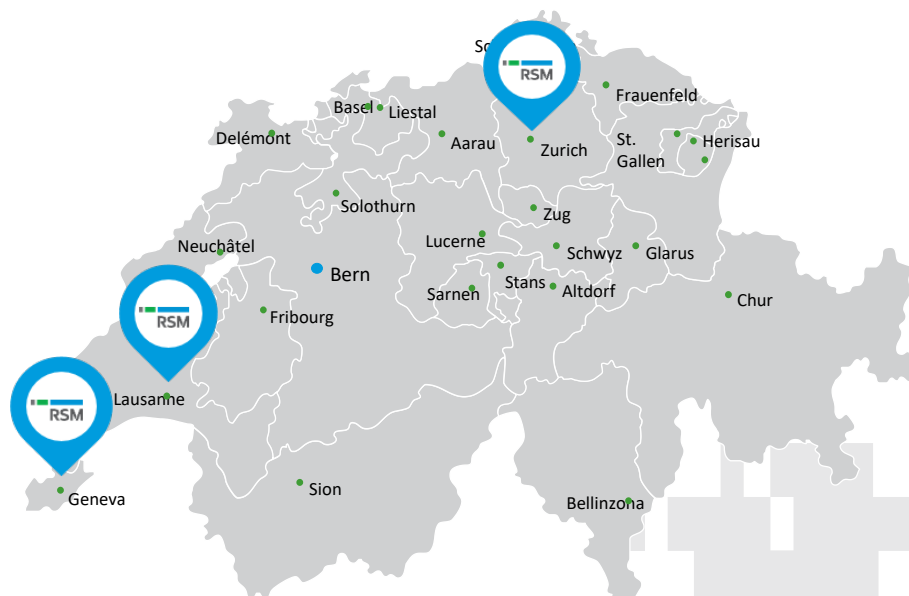 RSM
Frauenfeld
Basel
Liestal
Delémont
Aarau
Zurich
St.
Gallen
Herisau
Solothurn
Zug
Neuchâtel
Lucerne
Schwyz
Glarus
Bern
Stans
Altdorf
Sarnen
Chur
RSM
Fribourg
Lausanne
RSM
Geneva
Sion
Bellinzona